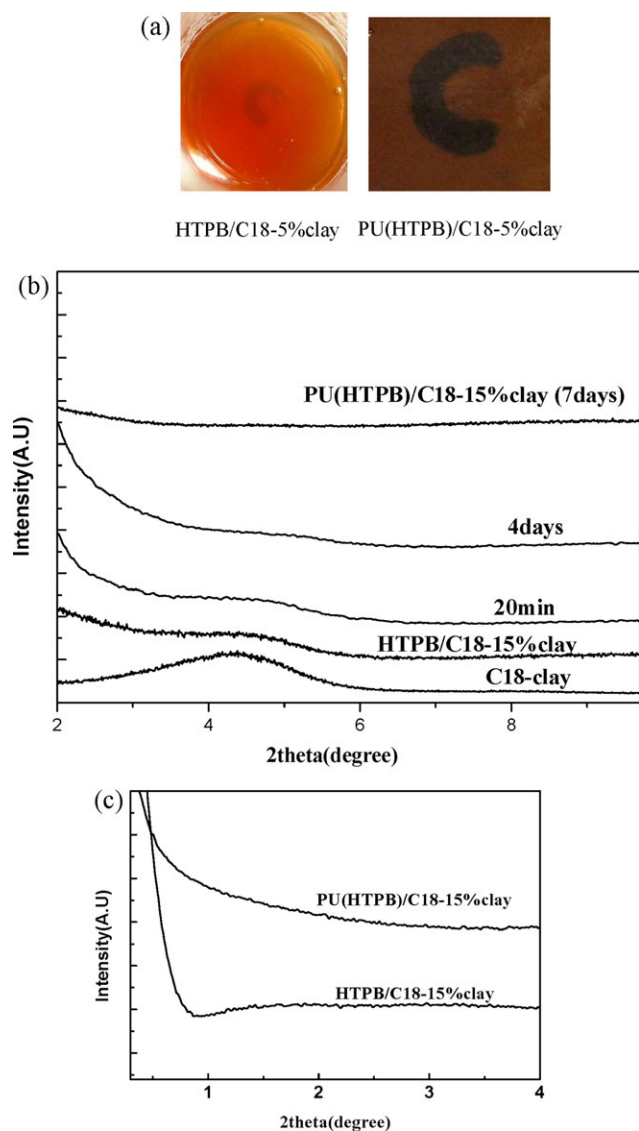 (a)
C
C
HTPB/C18-5%clay
PU(HTPB)/C18-5%clay
(b)
Intensity(A.U)
PU(HTPB)/C18-15%clay (7days)
4days
20min
HTPB/C18-15%clay
C18-clay
2 4 6 8
2theta(degree)
(c)
Intensity(A.U)
PU(HTPB)/C18-15%clay
HTPB/C18-15%clay
1 2 3 4
2theta(degree)